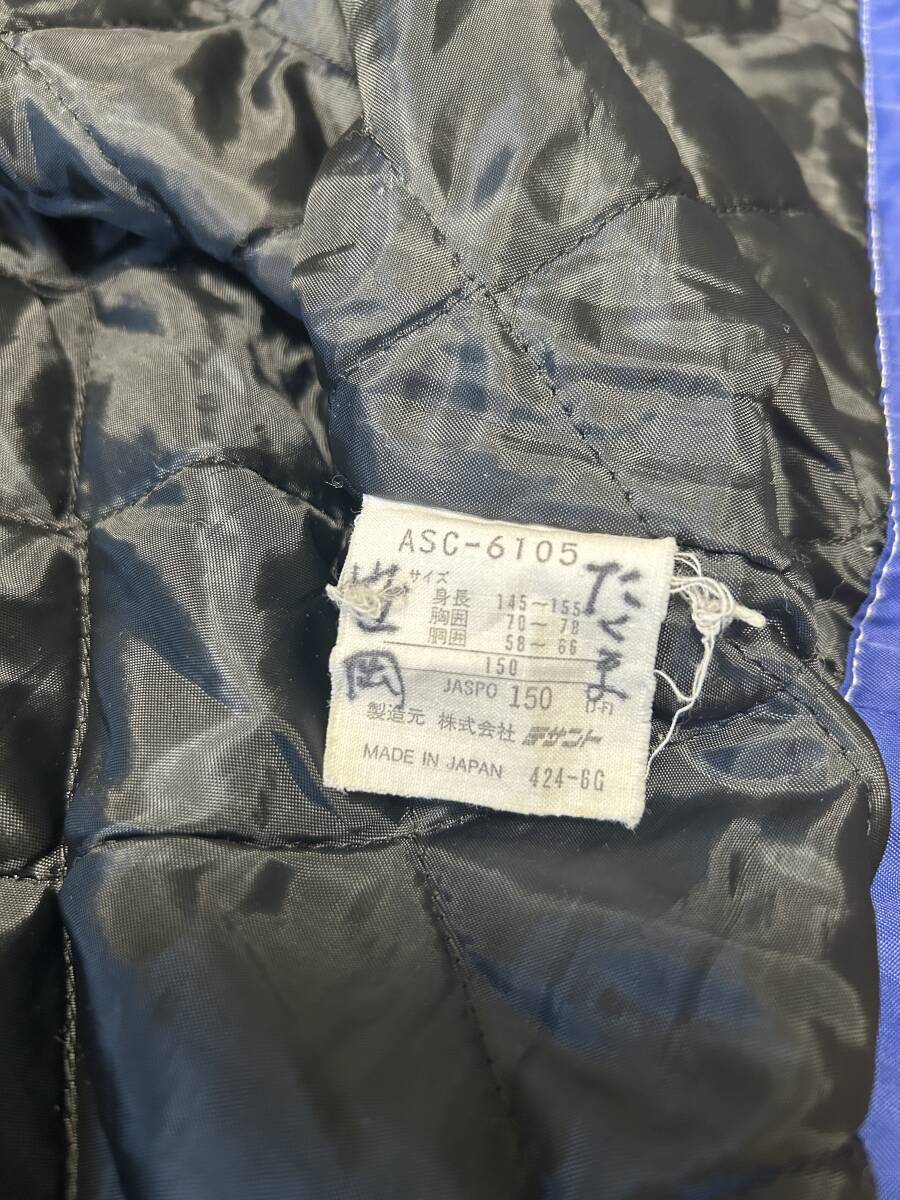 ASC-6105
サイズ
身長 145～155
胸囲 70～78
胴囲 58～66
150
JASPO 150 (J-F)
製造元 株式会社 デサント
MADE IN JAPAN 424-6G
岡
たくま